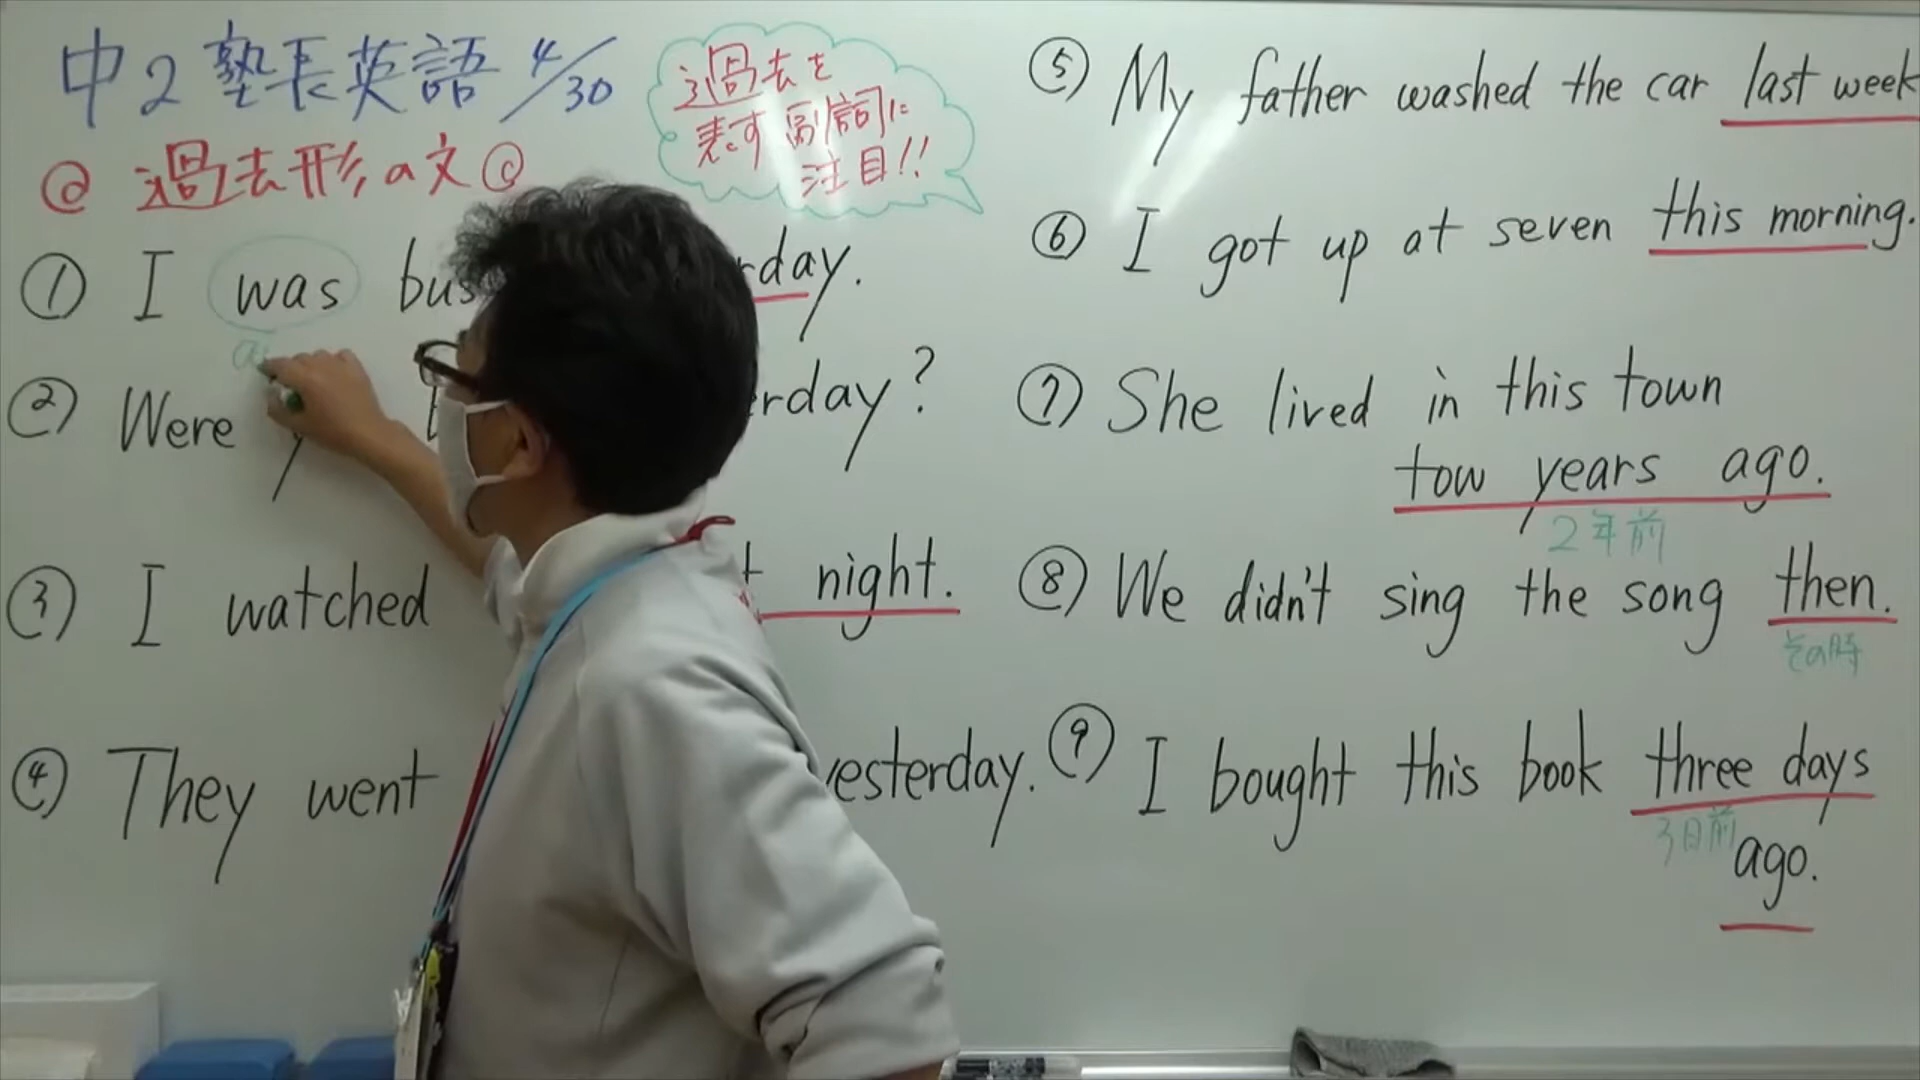 中2 塾長英語 4/30
@ 過去形の文@
過去を
表す副詞に
注目!!
① I was bus rday.
a
② Were y rday?
③ I watched t night.
④ They went yesterday.
⑤ My father washed the car last week
⑥ I got up at seven this morning.
⑦ She lived in this town
tow years ago.
2年前
⑧ We didn't sing the song then.
その時
⑨ I bought this book three days
3日前
ago.